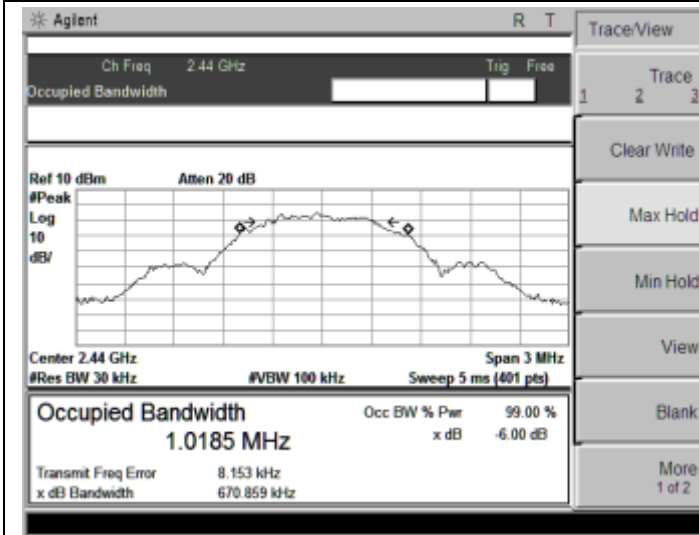 Agilent R T
Trace/View
Ch Freq 2.44 GHz Trig Free
Occupied Bandwidth
Trace
1 2 3
Clear Write
Max Hold
Min Hold
View
Blank
More
1 of 2
Ref 10 dBm Atten 20 dB
#Peak
Log
10
dB/
Center 2.44 GHz Span 3 MHz
#Res BW 30 kHz #VBW 100 kHz Sweep 5 ms (401 pts)
Occupied Bandwidth Occ BW % Pwr 99.00 %
1.0185 MHz x dB -6.00 dB
Transmit Freq Error 8.153 kHz
x dB Bandwidth 670.859 kHz